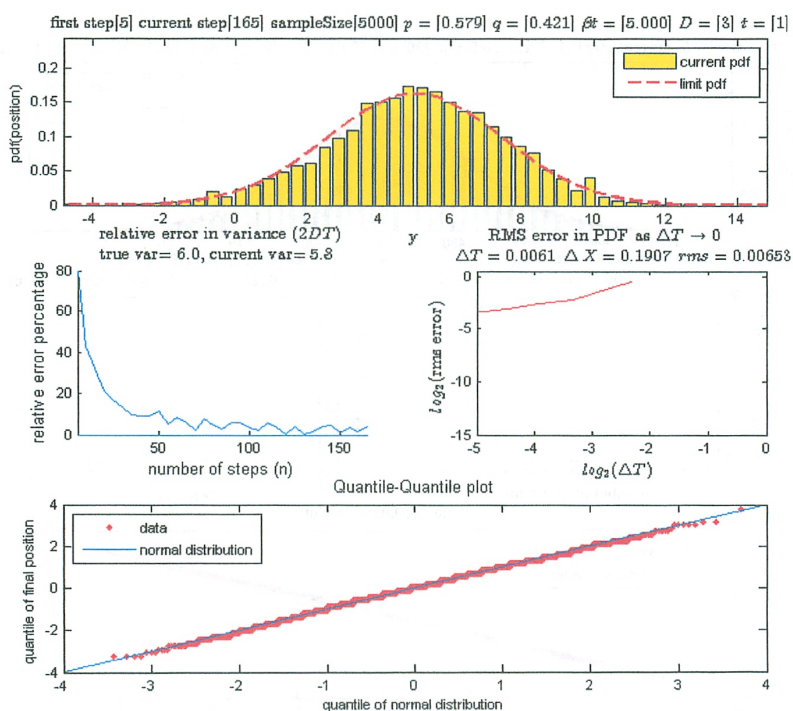 first step[5] current step[165] sampleSize[5000] p = [0.579] q = [0.421] βt = [5.000] D = [3] t = [1]
pdf(position)
0.2
0.15
0.1
0.05
0
current pdf
limit pdf
-4 -2 0 2 4 6 8 10 12 14
y
relative error in variance (2DT)
true var= 6.0, current var= 5.8
relative error percentage
80
60
40
20
0
50 100 150
number of steps (n)
RMS error in PDF as ΔT → 0
ΔT = 0.0061 Δ X = 0.1907 rms = 0.00653
log₂(rms error)
0
-5
-10
-15
-5 -4 -3 -2 -1 0
log₂(ΔT)
Quantile-Quantile plot
quantile of final position
4
2
0
-2
-4
data
normal distribution
-4 -3 -2 -1 0 1 2 3 4
quantile of normal distribution